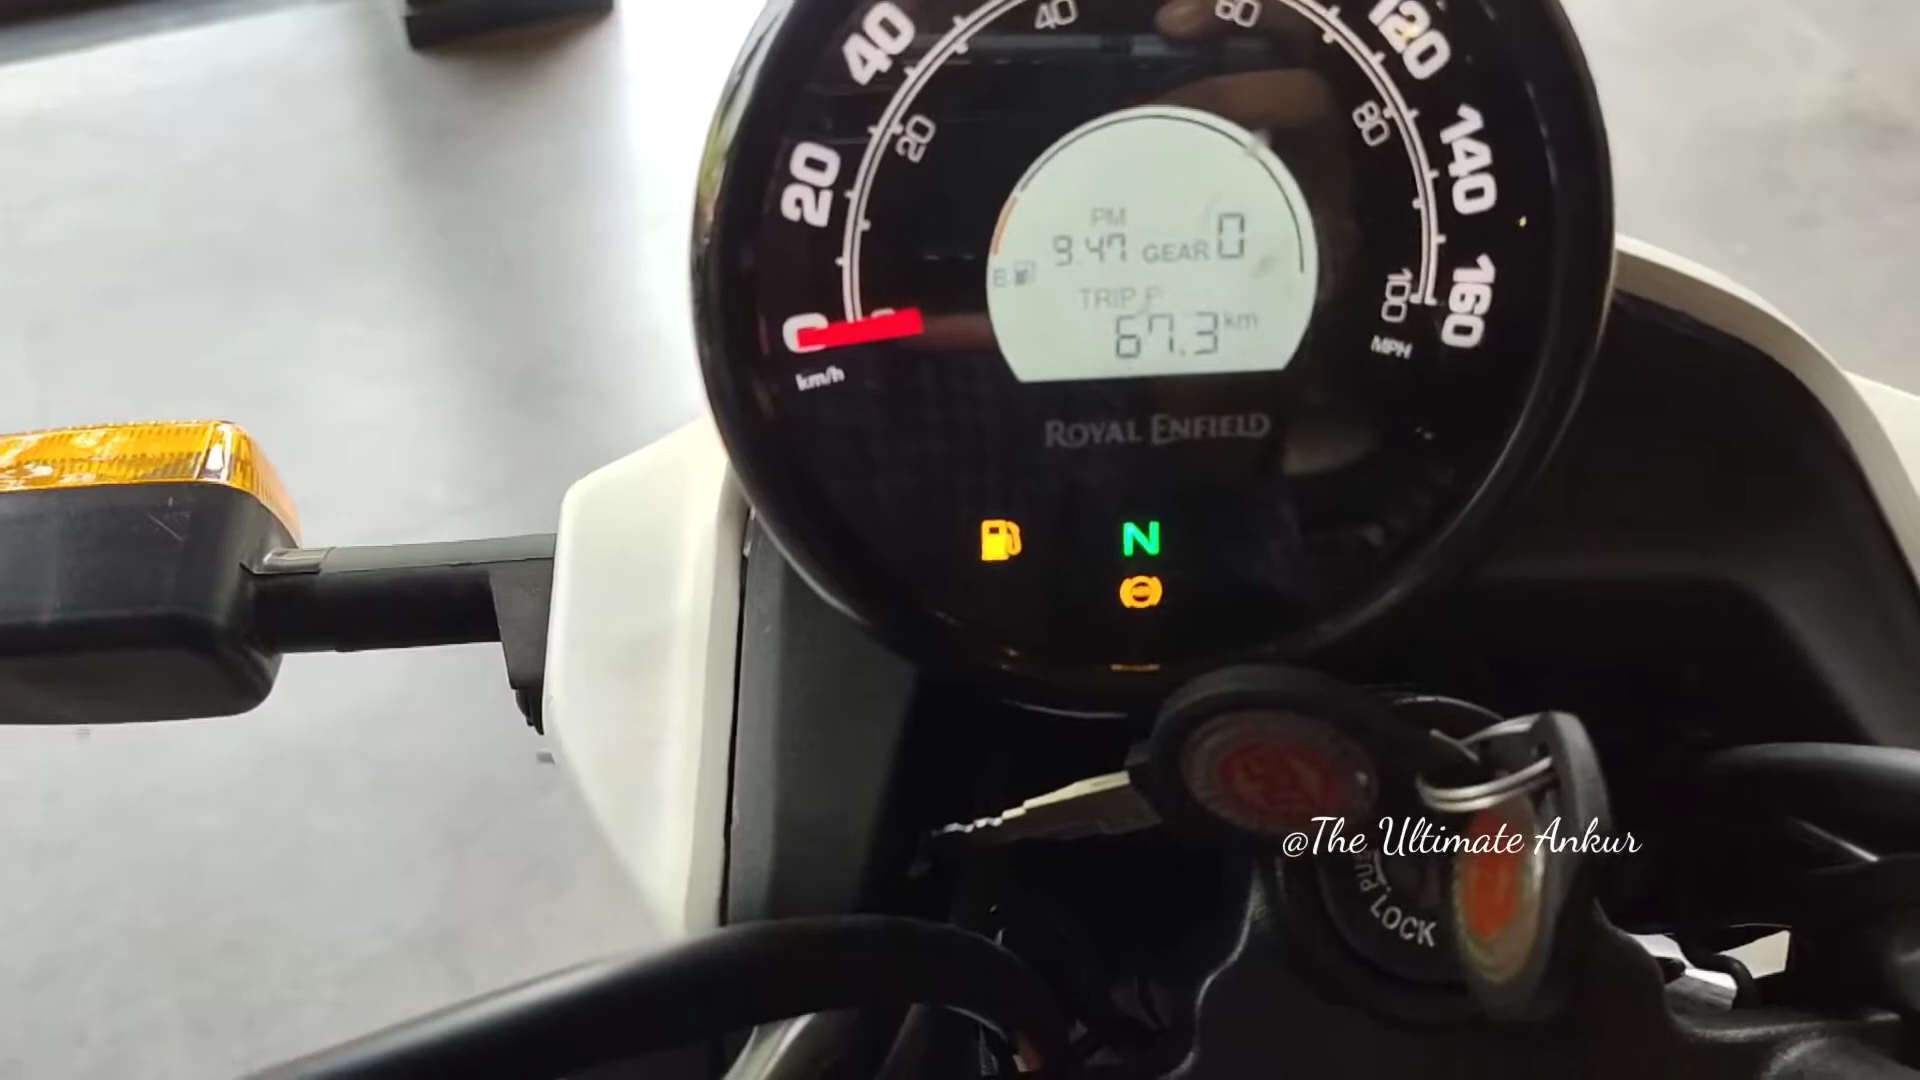 40
60
40
120
20
80
20
140
PM
9.47 GEAR 0
E
TRIP F
67.3 km
0
100
160
km/h
MPH
ROYAL ENFIELD
N
@The Ultimate Ankur
LOCK